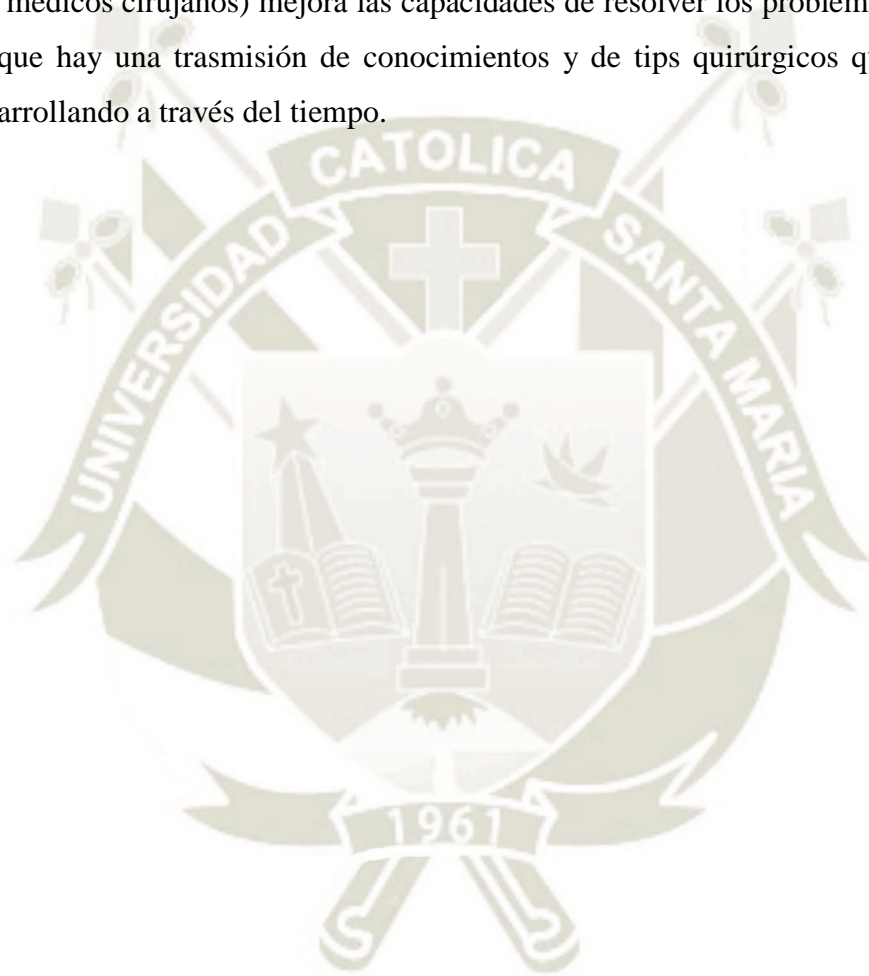 médicos cirujanos) mejora las capacidades de resolver los problem
que hay una trasmisión de conocimientos y de tips quirúrgicos q
arrollando a través del tiempo.
CATOLICA
UNIVERSIDAD
SANTA MARIA
1961